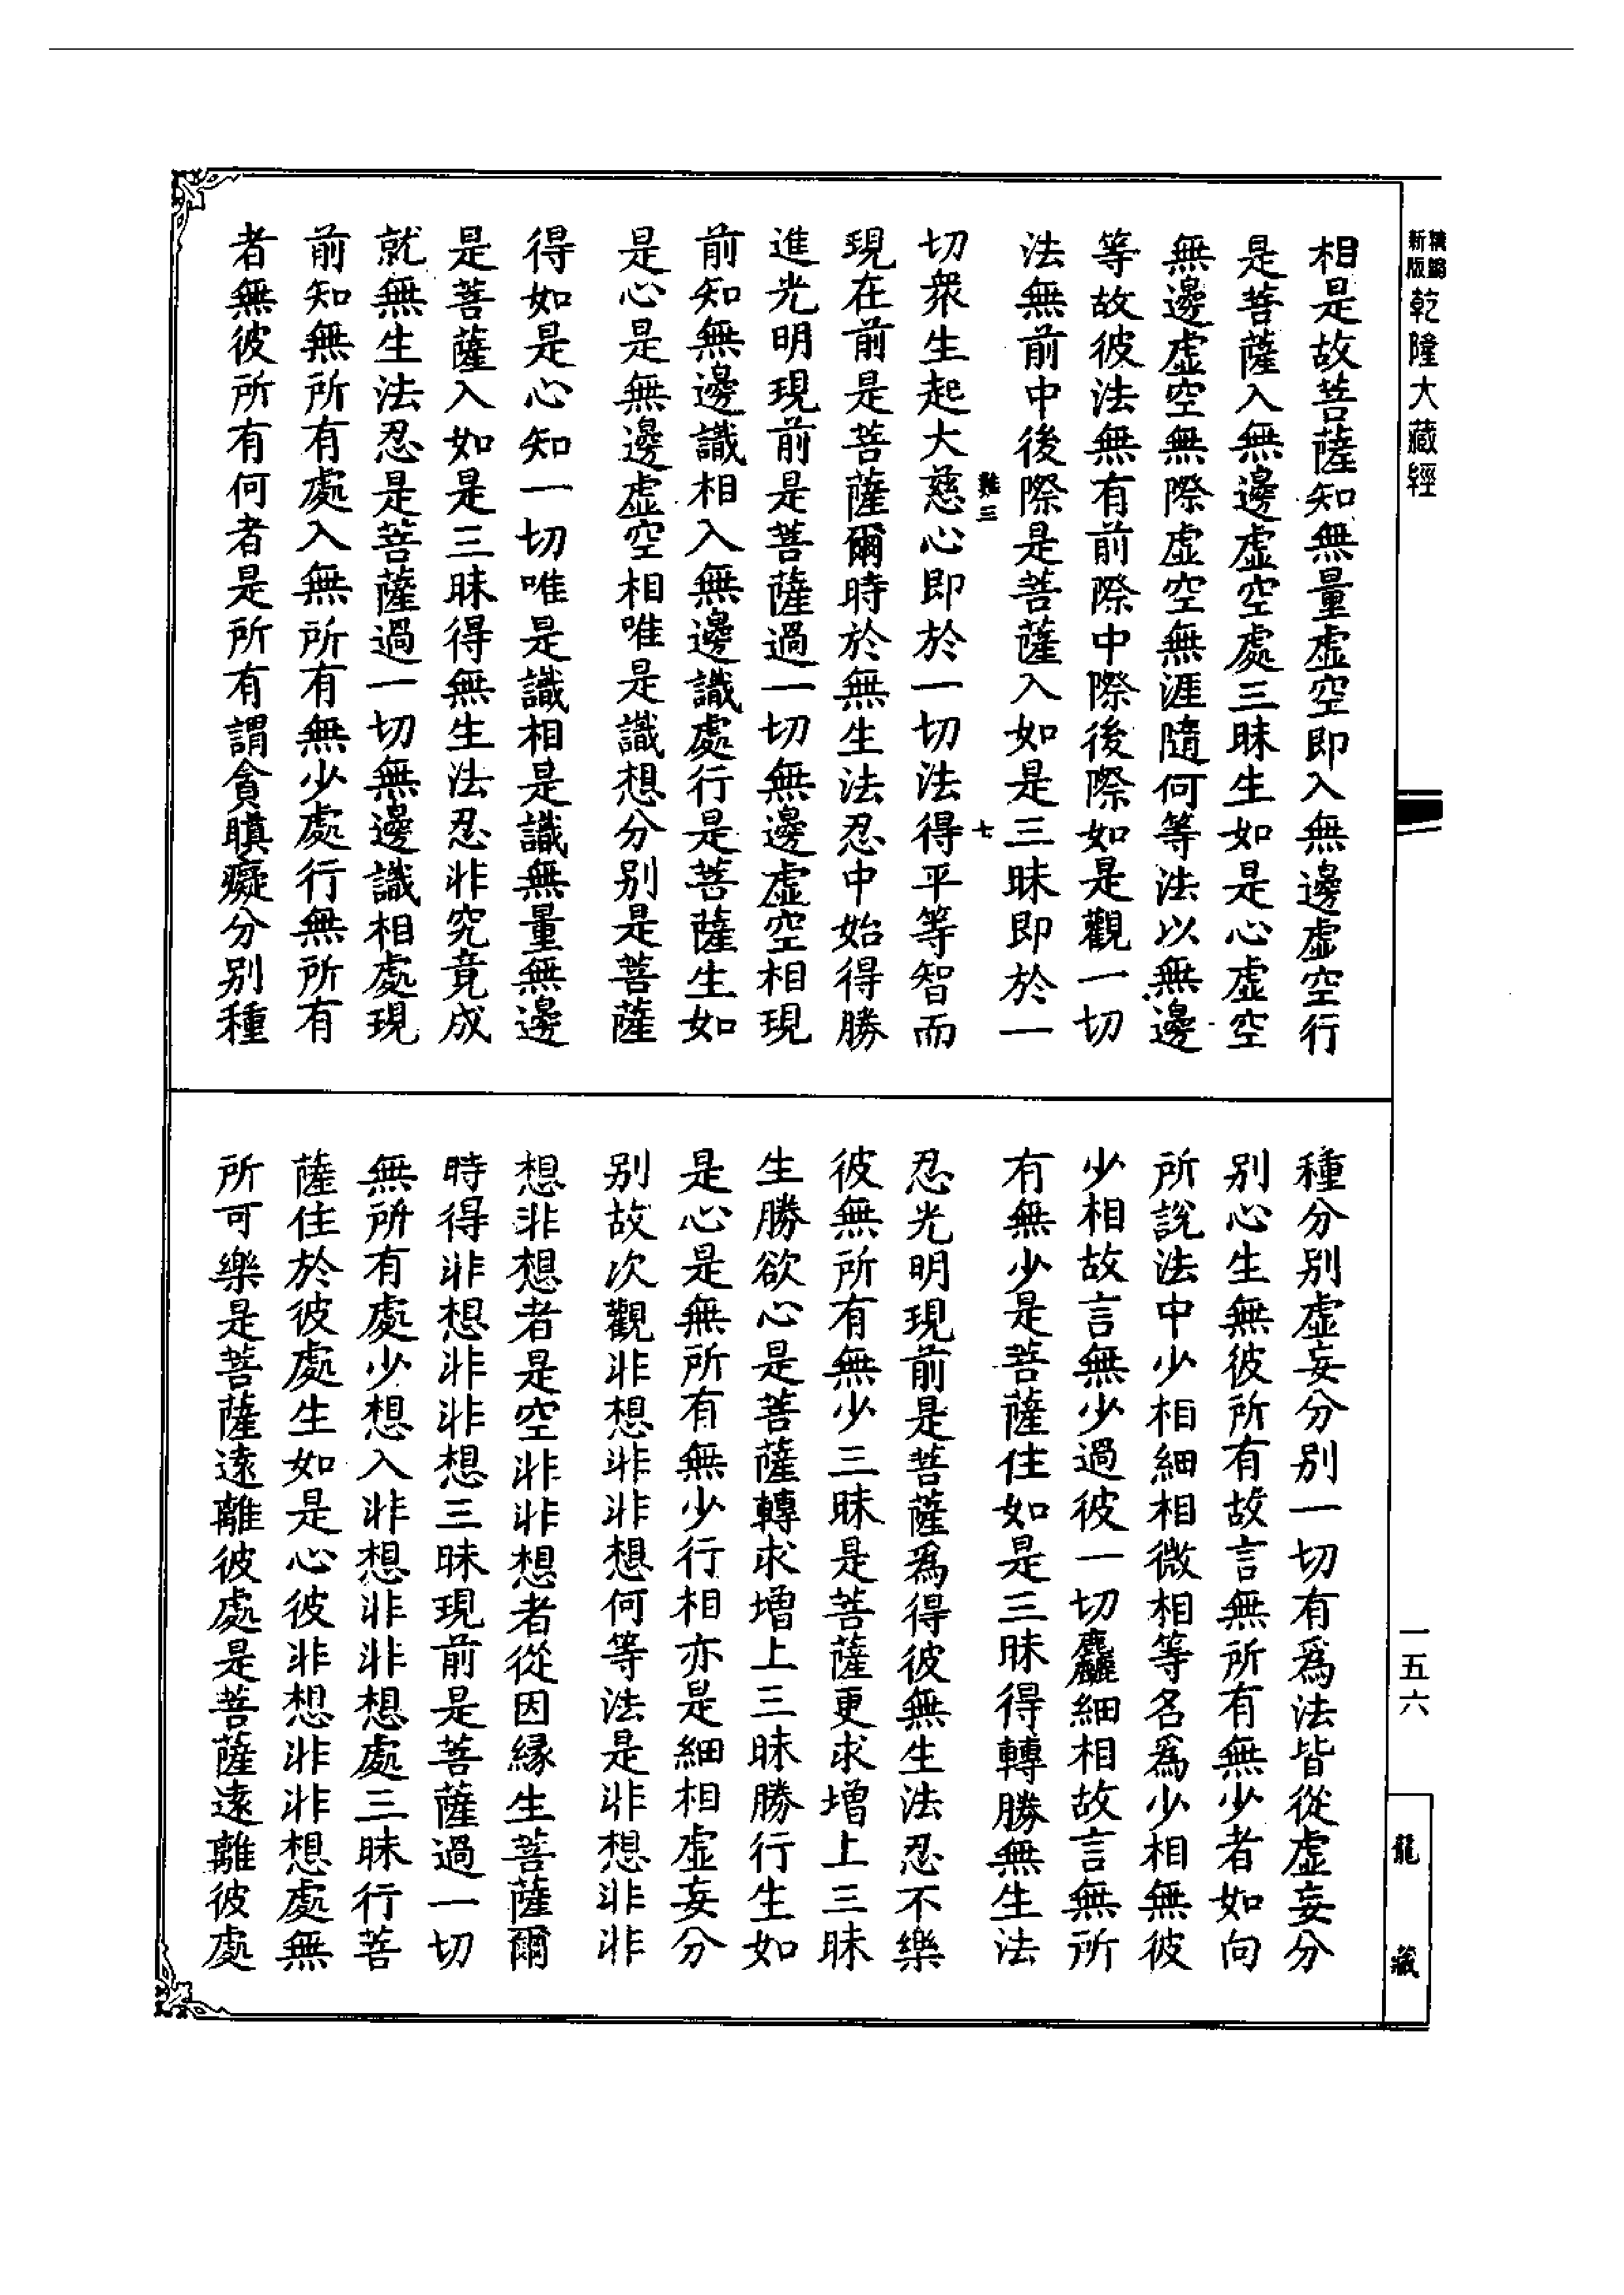 新版
乾隆大藏經
相是故菩薩知無量虛空即入無邊虛空行
是菩薩入無邊虛空處三昧生如是心虛空
無邊虛空無際虛空無涯隨何等法以無邊
等故彼法無有前際中際後際如是觀一切
法無前中後際是菩薩入如是三昧即於一
難三
七
切眾生起大慈心即於一切法得平等智而
現在前是菩薩爾時於無生法忍中始得勝
進光明現前是菩薩過一切無邊虛空相現
前知無邊識相入無邊識處行是菩薩生如
是心是無邊虛空相唯是識想分別是菩薩
得如是心知一切唯是識相是識無量無邊
是菩薩入如是三昧得無生法忍非究竟成
就無生法忍是菩薩過一切無邊識相處現
前知無所有處入無所有無少處行無所有
者無彼所有何者是所有謂貪瞋癡分別種
種分別虛妄分別一切有爲法皆從虛妄分
別心生無彼所有故言無所有無少者如向
所說法中少相細相微相等名爲少相無彼
少相故言無少過彼一切麤細相故言無所
有無少是菩薩住如是三昧得轉勝無生法
忍光明現前是菩薩爲得彼無生法忍不樂
彼無所有無少三昧是菩薩更求增上三昧
生勝欲心是菩薩轉求增上三昧勝行生如
是心是無所有無少行相亦是細相虛妄分
別故次觀非想非非想何等法是非想非非
想非想者是空非非想者從因緣生菩薩爾
時得非想非非想三昧現前是菩薩過一切
無所有處少想入非想非非想處三昧行菩
薩住於彼處生如是心彼非想非非想處無
所可樂是菩薩遠離彼處是菩薩遠離彼處
一五六
龍藏